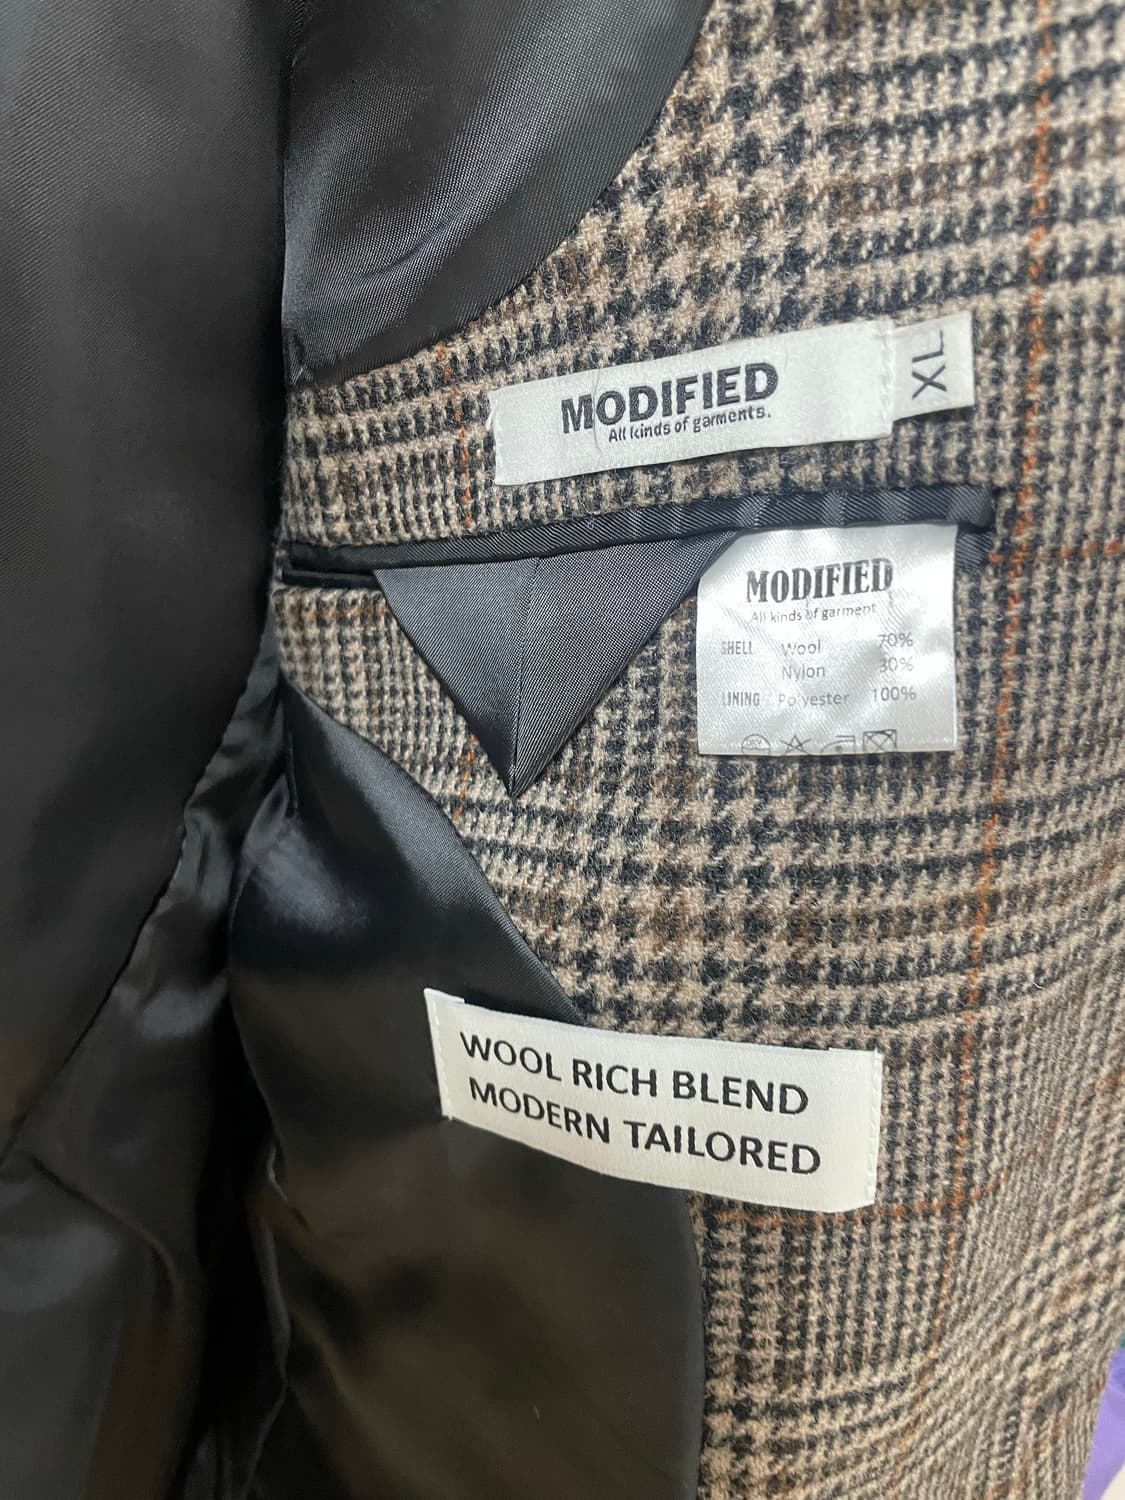 MODIFIED
All kinds of garments.
XL
MODIFIED
All kinds of garment
SHELL Wool 70%
Nylon 30%
LINING Polyester 100%
WOOL RICH BLEND
MODERN TAILORED